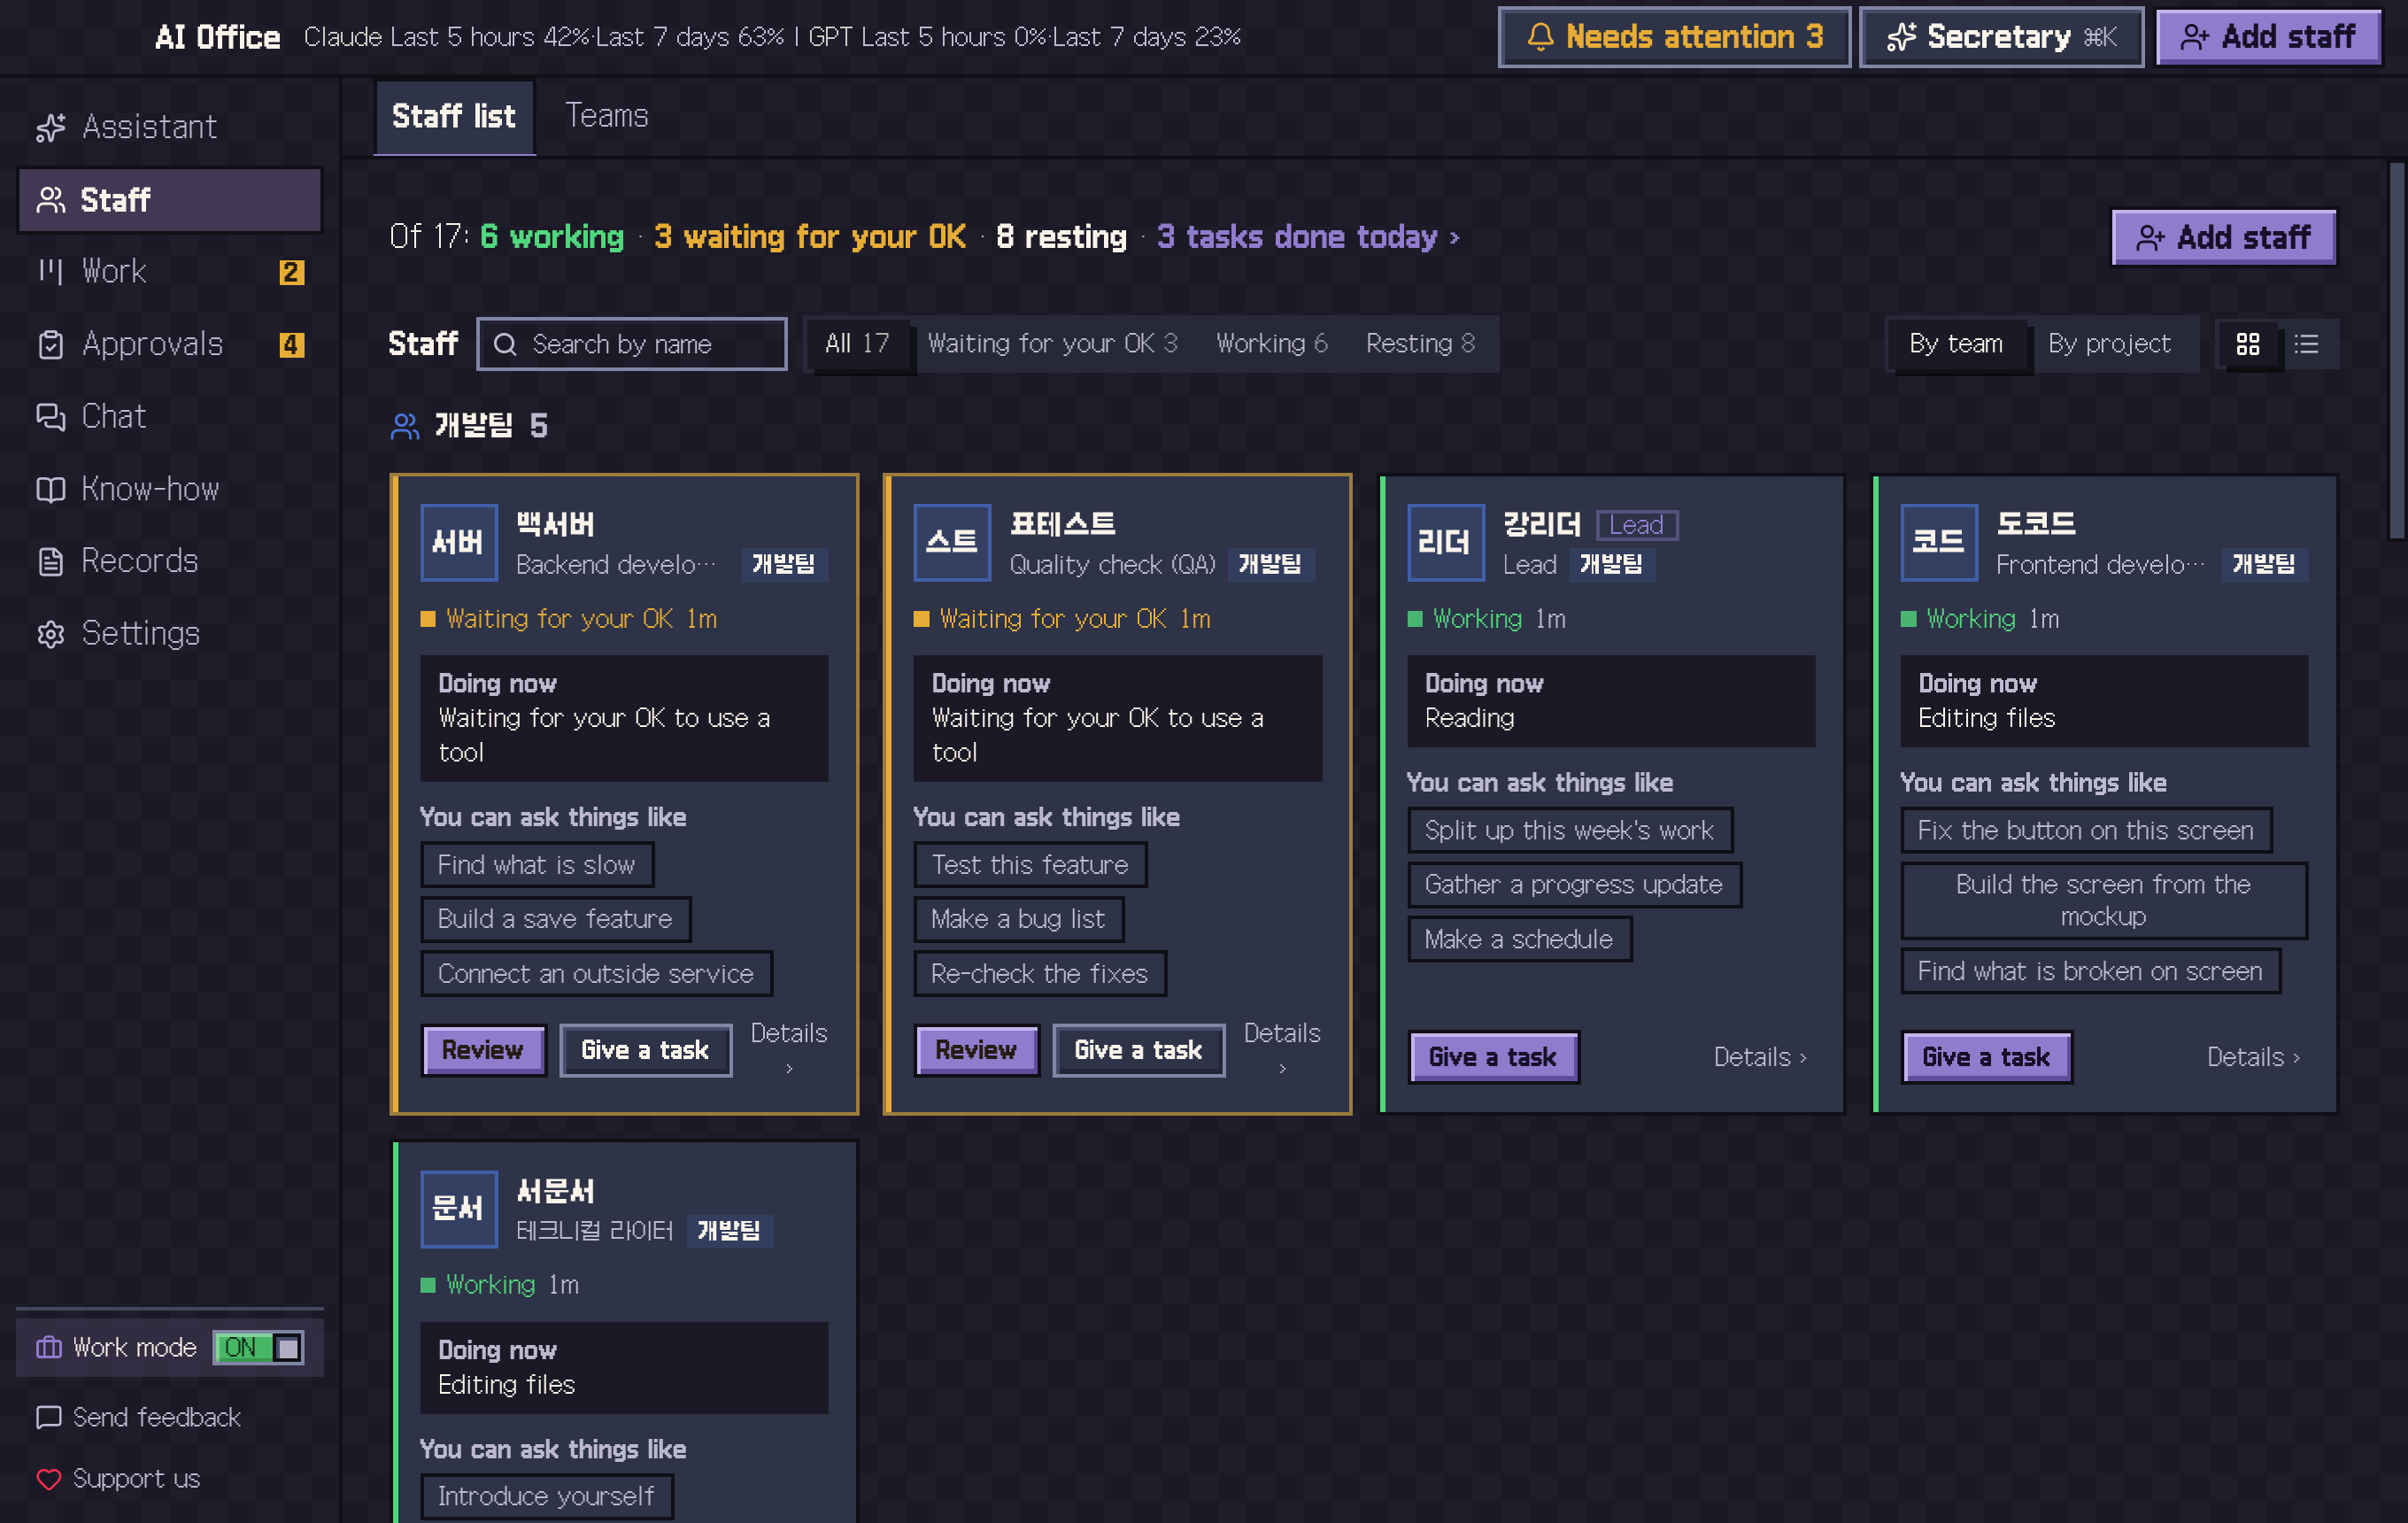 AI Office
Claude Last 5 hours 42%·Last 7 days 63% | GPT Last 5 hours 0%·Last 7 days 23%
Needs attention 3
Secretary ⌘K
Add staff
Assistant
Staff
Work 2
Approvals 4
Chat
Know-how
Records
Settings
Work mode ON
Send feedback
Support us
Staff list
Teams
Of 17: 6 working · 3 waiting for your OK · 8 resting · 3 tasks done today ›
Add staff
Staff
Search by name
All 17
Waiting for your OK 3
Working 6
Resting 8
By team
By project
개발팀 5
서버
백서버
Backend develo… 개발팀
Waiting for your OK 1m
Doing now
Waiting for your OK to use a
tool
You can ask things like
Find what is slow
Build a save feature
Connect an outside service
Review
Give a task
Details
›
스트
표테스트
Quality check (QA) 개발팀
Waiting for your OK 1m
Doing now
Waiting for your OK to use a
tool
You can ask things like
Test this feature
Make a bug list
Re-check the fixes
Review
Give a task
Details
›
리더
강리더 Lead
Lead 개발팀
Working 1m
Doing now
Reading
You can ask things like
Split up this week's work
Gather a progress update
Make a schedule
Give a task
Details ›
코드
도코드
Frontend develo… 개발팀
Working 1m
Doing now
Editing files
You can ask things like
Fix the button on this screen
Build the screen from the
mockup
Find what is broken on screen
Give a task
Details ›
문서
서문서
테크니컬 라이터 개발팀
Working 1m
Doing now
Editing files
You can ask things like
Introduce yourself